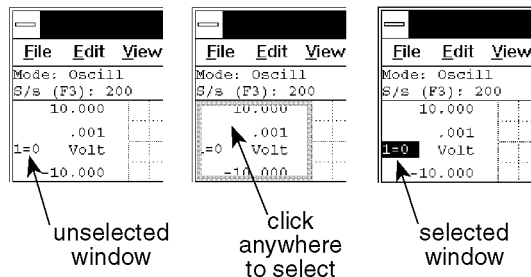 File Edit View
Mode: Oscill
S/s (F3): 200
10.000
.001
1=0 Volt
-10.000
unselected
window
File Edit View
Mode: Oscill
S/s (F3): 200
10.000
.001
.=0 Volt
-10.000
click
anywhere
to select
File Edit View
Mode: Oscill
S/s (F3): 200
10.000
.001
1=0 Volt
-10.000
selected
window